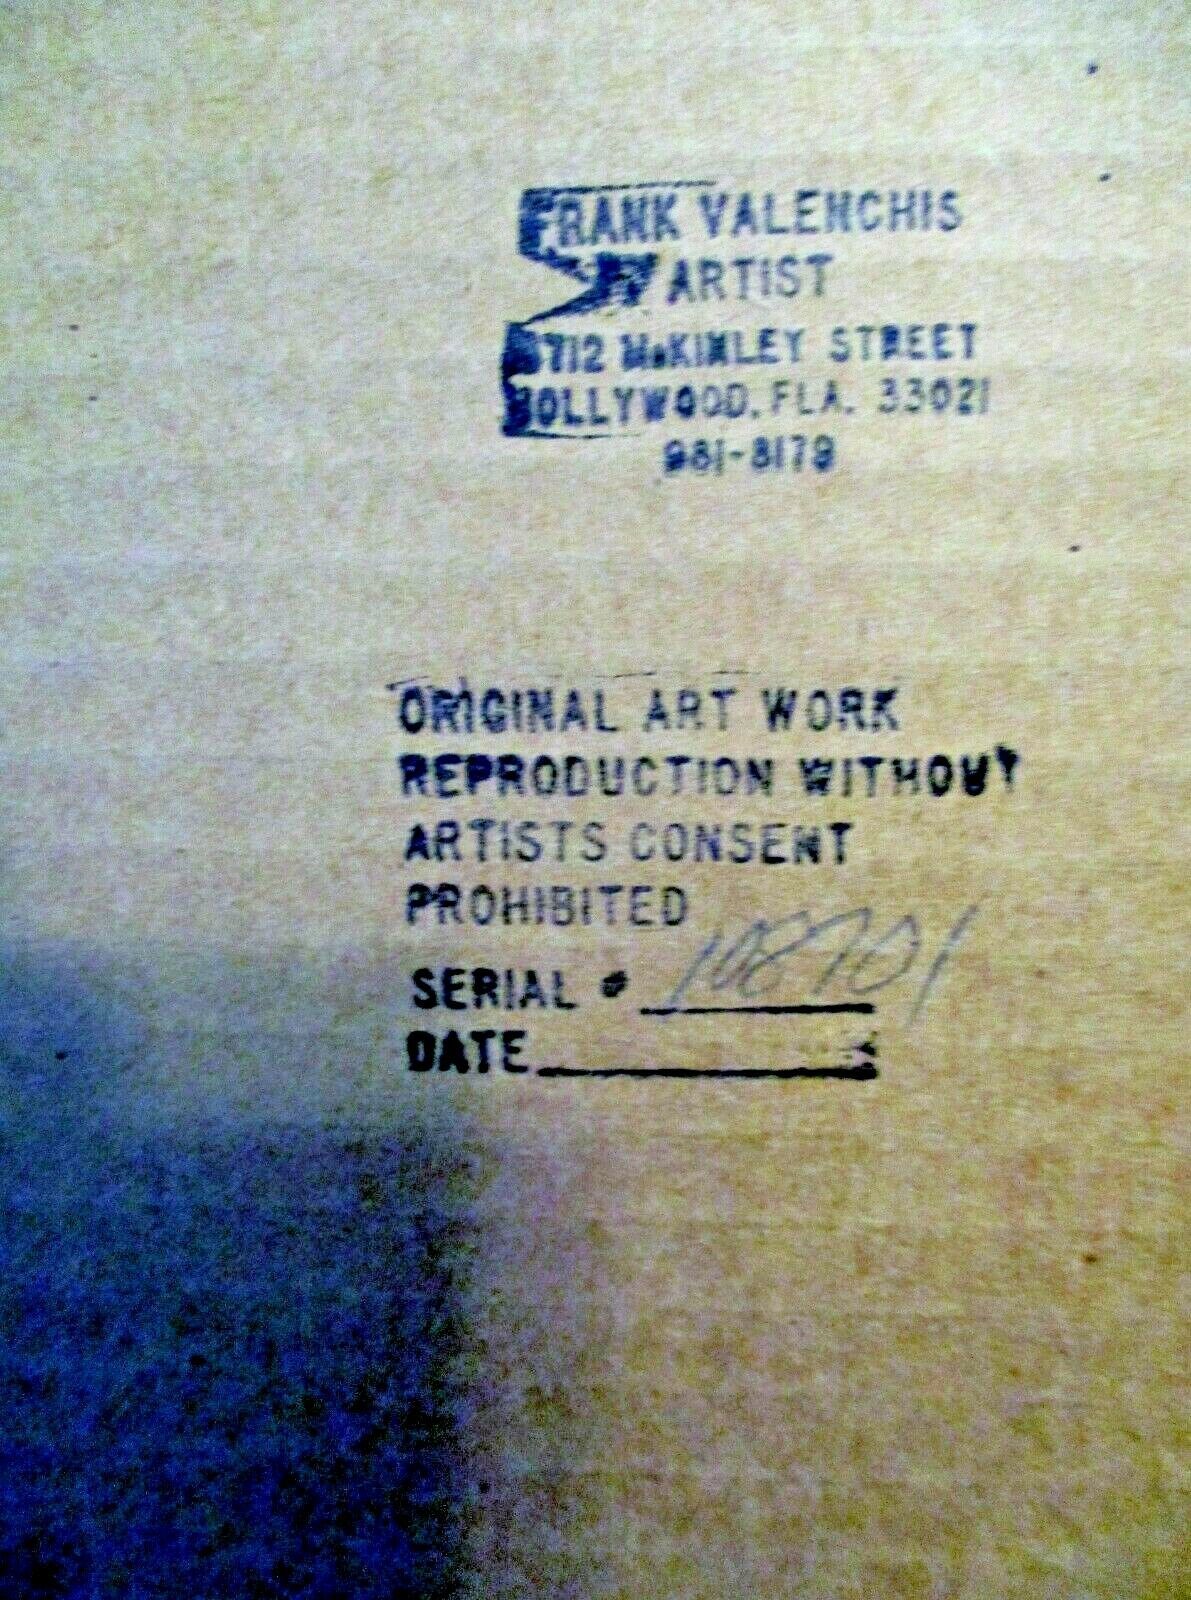 FRANK VALENCHIS
ARTIST
McKINLEY STREET
HOLLYWOOD, FLA. 33021
981-8179
ORIGINAL ART WORK
REPRODUCTION WITHOUT
ARTISTS CONSENT
PROHIBITED
SERIAL # 108701
DATE